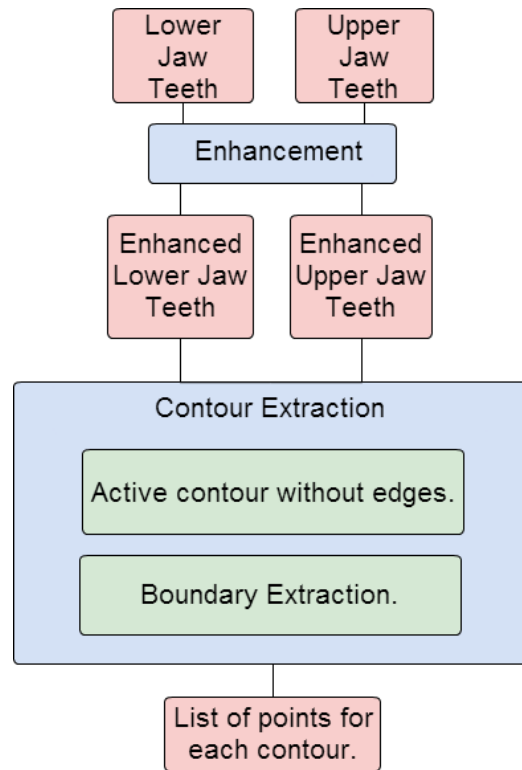 Lower
Jaw
Teeth
Upper
Jaw
Teeth
Enhancement
Enhanced
Lower Jaw
Teeth
Enhanced
Upper Jaw
Teeth
Contour Extraction
Active contour without edges.
Boundary Extraction.
List of points for
each contour.